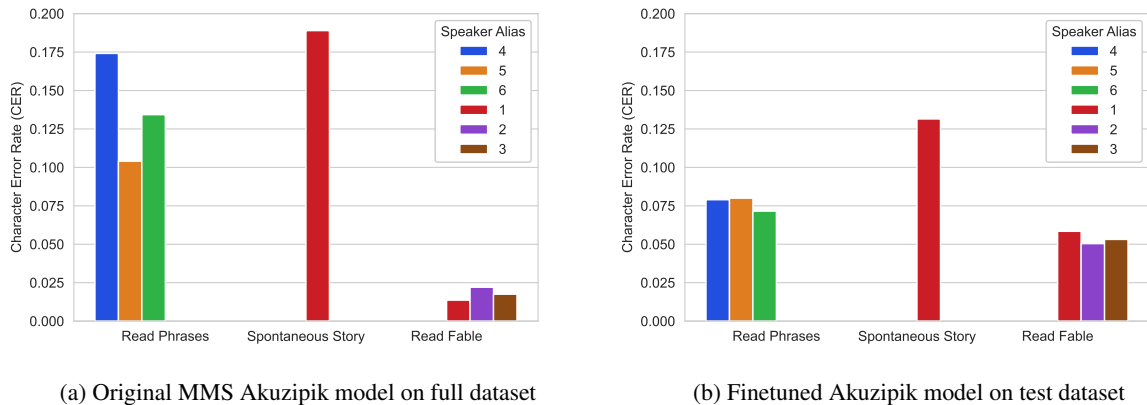 0.200
0.175
0.150
0.125
0.100
0.075
0.050
0.025
0.000
Character Error Rate (CER)
Speaker Alias
4
5
6
1
2
3
Read Phrases
Spontaneous Story
Read Fable
(a) Original MMS Akuzipik model on full dataset
0.200
0.175
0.150
0.125
0.100
0.075
0.050
0.025
0.000
Character Error Rate (CER)
Speaker Alias
4
5
6
1
2
3
Read Phrases
Spontaneous Story
Read Fable
(b) Finetuned Akuzipik model on test dataset